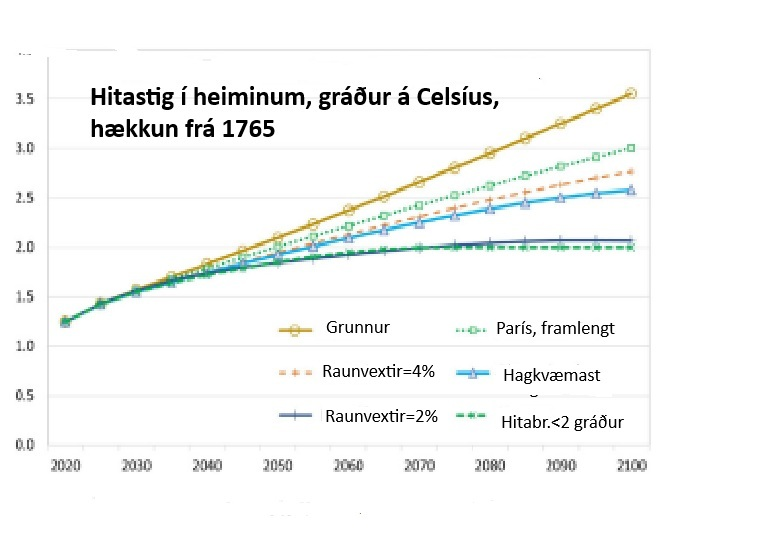 Hitastig í heiminum, gráður á Celsíus,
hækkun frá 1765
3.5
3.0
2.5
2.0
1.5
1.0
0.5
0.0
Grunnur
París, framlengt
Raunvextir=4%
Hagkvæmast
Raunvextir=2%
Hitabr.<2 gráður
2020 2030 2040 2050 2060 2070 2080 2090 2100